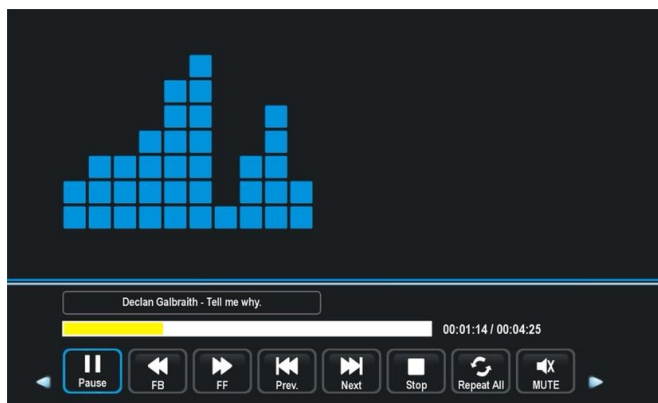 Declan Galbraith - Tell me why.
00:01:14 / 00:04:25
Pause FB FF Prev. Next Stop Repeat All MUTE